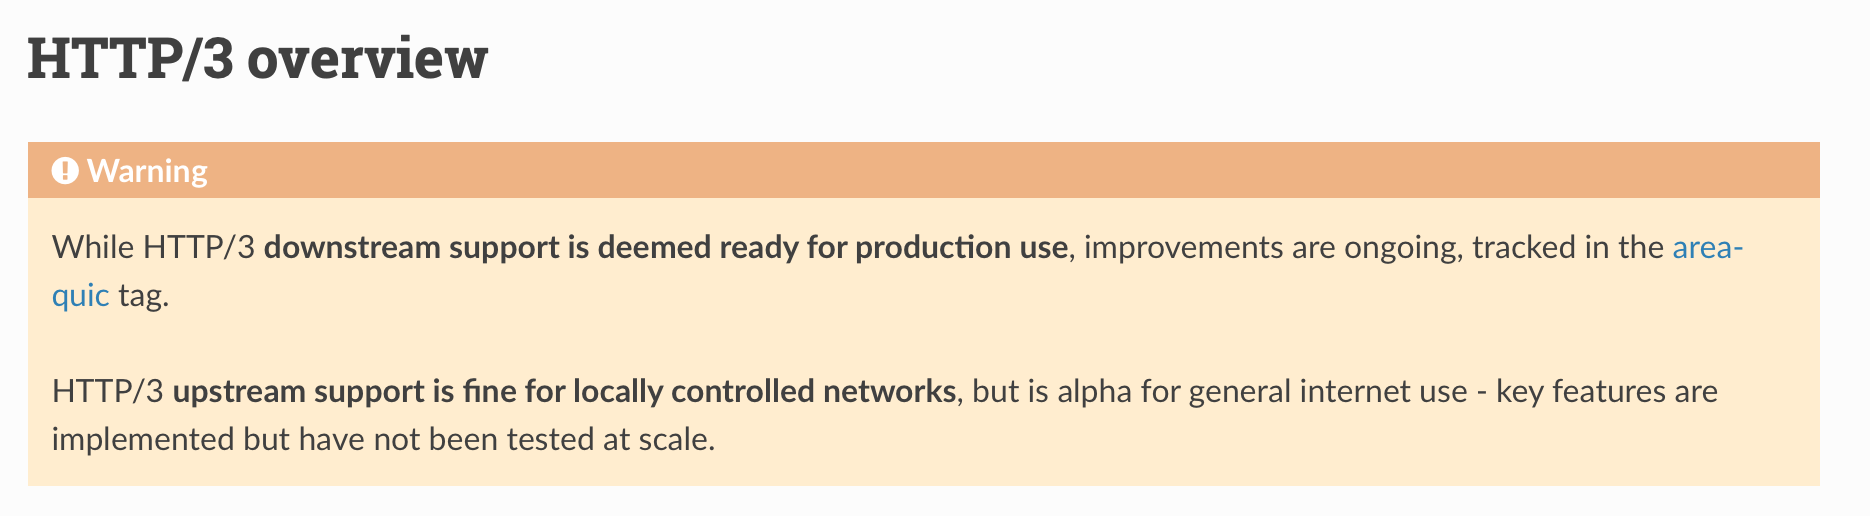 HTTP/3 overview
Warning
While HTTP/3 downstream support is deemed ready for production use, improvements are ongoing, tracked in the area-
quic tag.
HTTP/3 upstream support is fine for locally controlled networks, but is alpha for general internet use - key features are
implemented but have not been tested at scale.